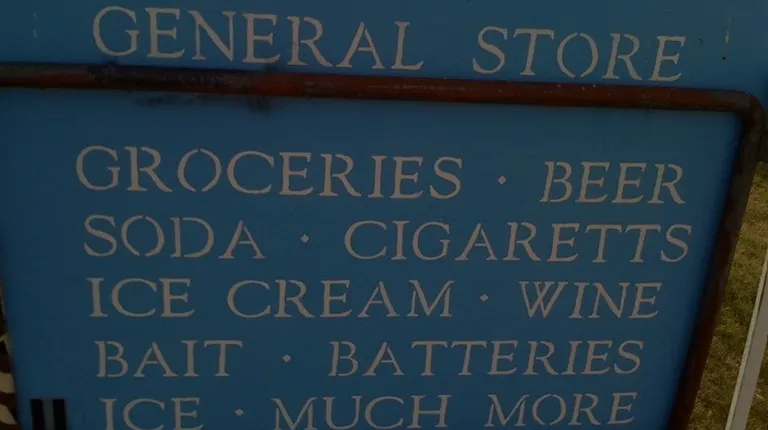 GENERAL STORE
GROCERIES · BEER
SODA · CIGARETTS
ICE CREAM · WINE
BAIT · BATTERIES
ICE · MUCH MORE